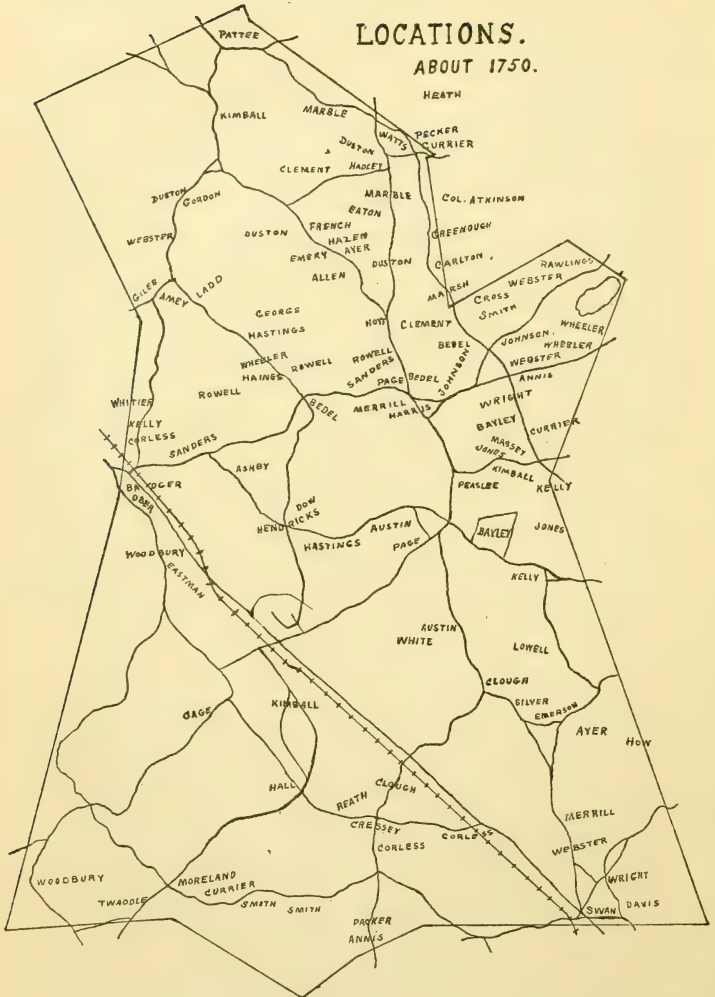 LOCATIONS.
ABOUT 1750.
PATTEE
HEATH
KIMBALL
MARBLE
WATTS
PECKER
CURRIER
DUSTON
CLEMENT
HADLEY
DUSTON
GORDON
MARBLE
COL. ATKINSON
EATON
WEBSTER
DUSTON
FRENCH
HAZEN
GREENOUGH
EMERY
AYER
ALLEN
DUSTON
CARLTON.
RAWLINGS
WEBSTER
CROSS
SMITH
MARSH
GILES
AMEY
LADD
GEORGE
HASTINGS
HOYT
CLEMENT
BEDEL
JOHNSON.
WHEELER
WHEELER
WEBSTER
WHEELER
HAINGS
ROWELL
ROWELL
SANDERS
PAGE
BEDEL
JOHNSON
ANNIS
ROWELL
BEDEL
MERRILL
HARRIS
WRIGHT
WHITIER
KELLY
CORLESS
BAYLEY
CURRIER
MASSEY
JONES
SANDERS
ASHBY
KIMBALL
KELLY
PEASLEE
OBER
DOW
HENDRICKS
HASTINGS
AUSTIN
PAGE
BAYLEY
JONES
WOODBURY
EASTMAN
KELLY
AUSTIN
WHITE
LOWELL
CLOUGH
SILVER
EMERSON
GAGE
KIMBALL
AYER
HOW
HALL
HEATH
CLOUGH
CRESSEY
CORLESS
CORLESS
MERRILL
WEBSTER
WOODBURY
TWADDLE
MORELAND
CURRIER
SMITH
SMITH
WRIGHT
SWAN
DAVIS
PACKER
ANNIS